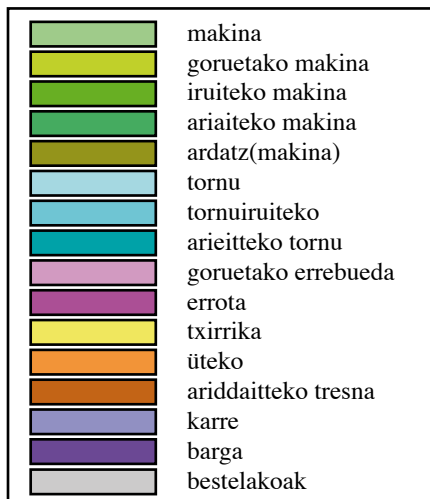 makina
goruetako makina
iruiteko makina
ariaiteko makina
ardatz(makina)
tornu
tornuiruiteko
arieitteko tornu
goruetako errebueda
errota
txirrika
üteko
ariddaitteko tresna
karre
barga
bestelakoak